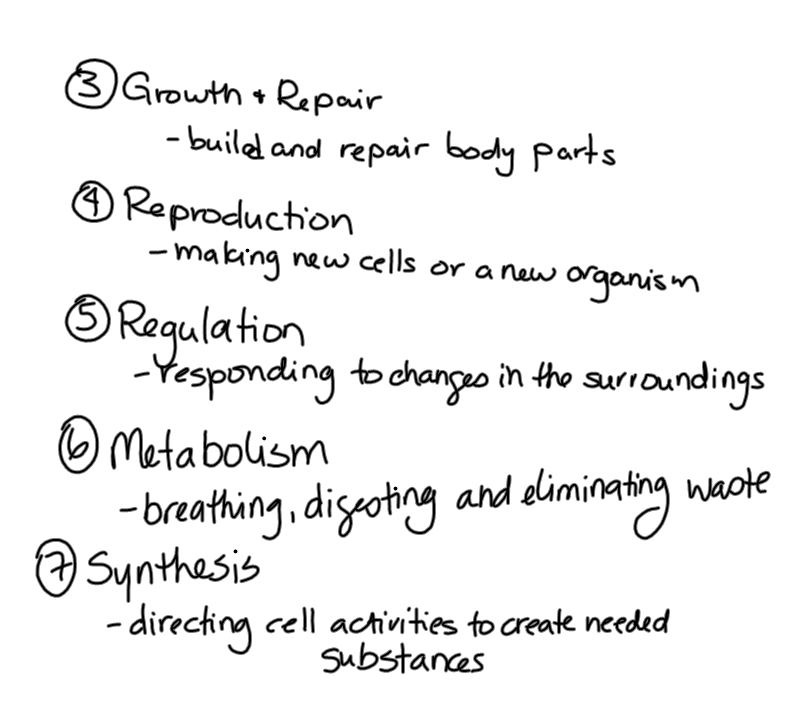 ③ Growth + Repair
- build and repair body parts
④ Reproduction
- making new cells or a new organism
⑤ Regulation
- responding to changes in the surroundings
⑥ Metabolism
- breathing, digesting and eliminating waste
⑦ Synthesis
- directing cell activities to create needed
substances